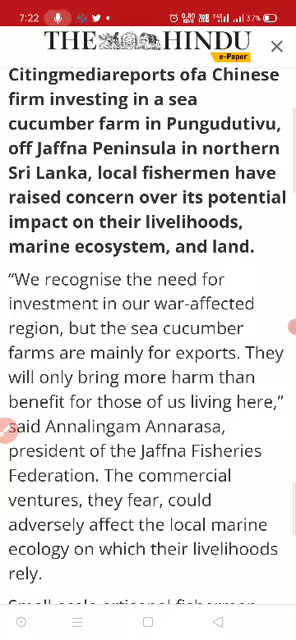 7:22
0.80
37%
THE HINDU
e-Paper
Citingmediareports ofa Chinese
firm investing in a sea
cucumber farm in Pungudutivu,
off Jaffna Peninsula in northern
Sri Lanka, local fishermen have
raised concern over its potential
impact on their livelihoods,
marine ecosystem, and land.
“We recognise the need for
investment in our war-affected
region, but the sea cucumber
farms are mainly for exports. They
will only bring more harm than
benefit for those of us living here,”
said Annalingam Annarasa,
president of the Jaffna Fisheries
Federation. The commercial
ventures, they fear, could
adversely affect the local marine
ecology on which their livelihoods
rely.